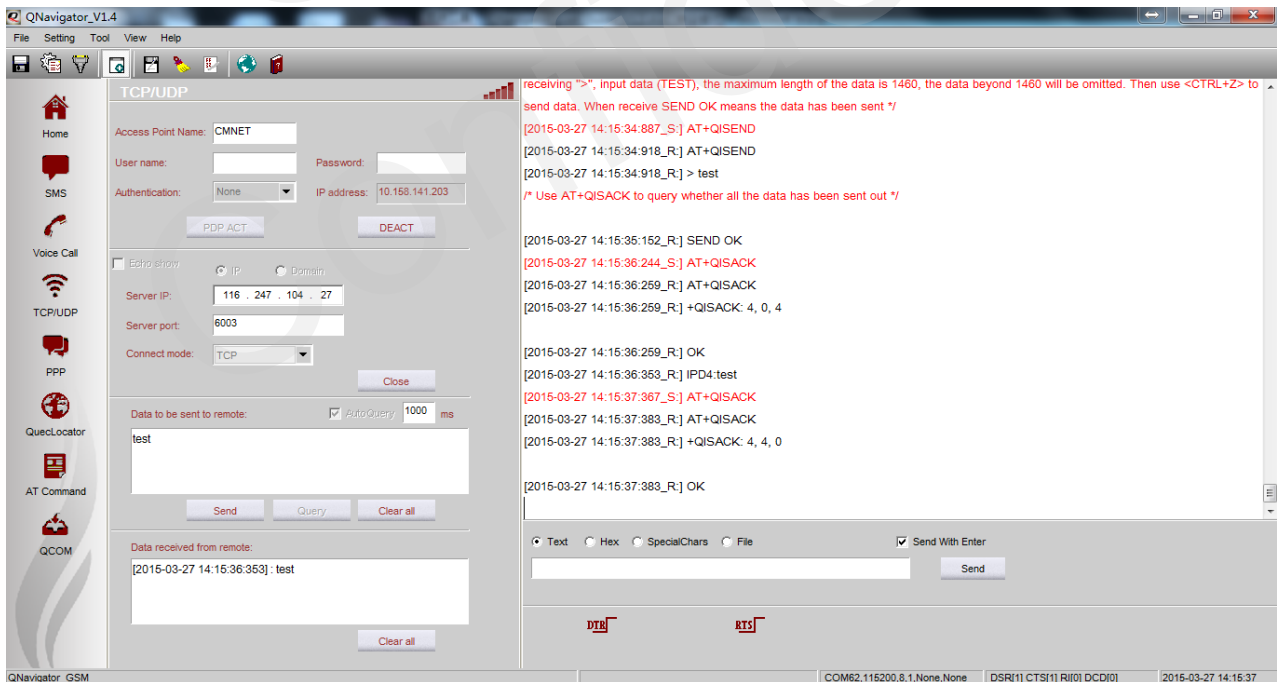 QNavigator_V1.4
File Setting Tool View Help
TCP/UDP
Home
SMS
Voice Call
TCP/UDP
PPP
QuecLocator
AT Command
QCOM
Access Point Name: CMNET
User name: Password:
Authentication: None IP address: 10.158.141.203
PDP ACT DEACT
Echo show IP Domain
Server IP: 116 . 247 . 104 . 27
Server port: 6003
Connect mode: TCP
Close
Data to be sent to remote: AutoQuery 1000 ms
test
Send Query Clear all
Data received from remote:
[2015-03-27 14:15:36:353] : test
Clear all
receiving ">", input data (TEST), the maximum length of the data is 1460, the data beyond 1460 will be omitted. Then use <CTRL+Z> to
send data. When receive SEND OK means the data has been sent */
[2015-03-27 14:15:34:887_S:] AT+QISEND
[2015-03-27 14:15:34:918_R:] AT+QISEND
[2015-03-27 14:15:34:918_R:] > test
/* Use AT+QISACK to query whether all the data has been sent out */
[2015-03-27 14:15:35:152_R:] SEND OK
[2015-03-27 14:15:36:244_S:] AT+QISACK
[2015-03-27 14:15:36:259_R:] AT+QISACK
[2015-03-27 14:15:36:259_R:] +QISACK: 4, 0, 4
[2015-03-27 14:15:36:259_R:] OK
[2015-03-27 14:15:36:353_R:] IPD4:test
[2015-03-27 14:15:37:367_S:] AT+QISACK
[2015-03-27 14:15:37:383_R:] AT+QISACK
[2015-03-27 14:15:37:383_R:] +QISACK: 4, 4, 0
[2015-03-27 14:15:37:383_R:] OK
Text Hex SpecialChars File Send With Enter
Send
DTR RTS
QNavigator GSM COM62,115200,8,1,None,None DSR[1] CTS[1] RI[0] DCD[0] 2015-03-27 14:15:37